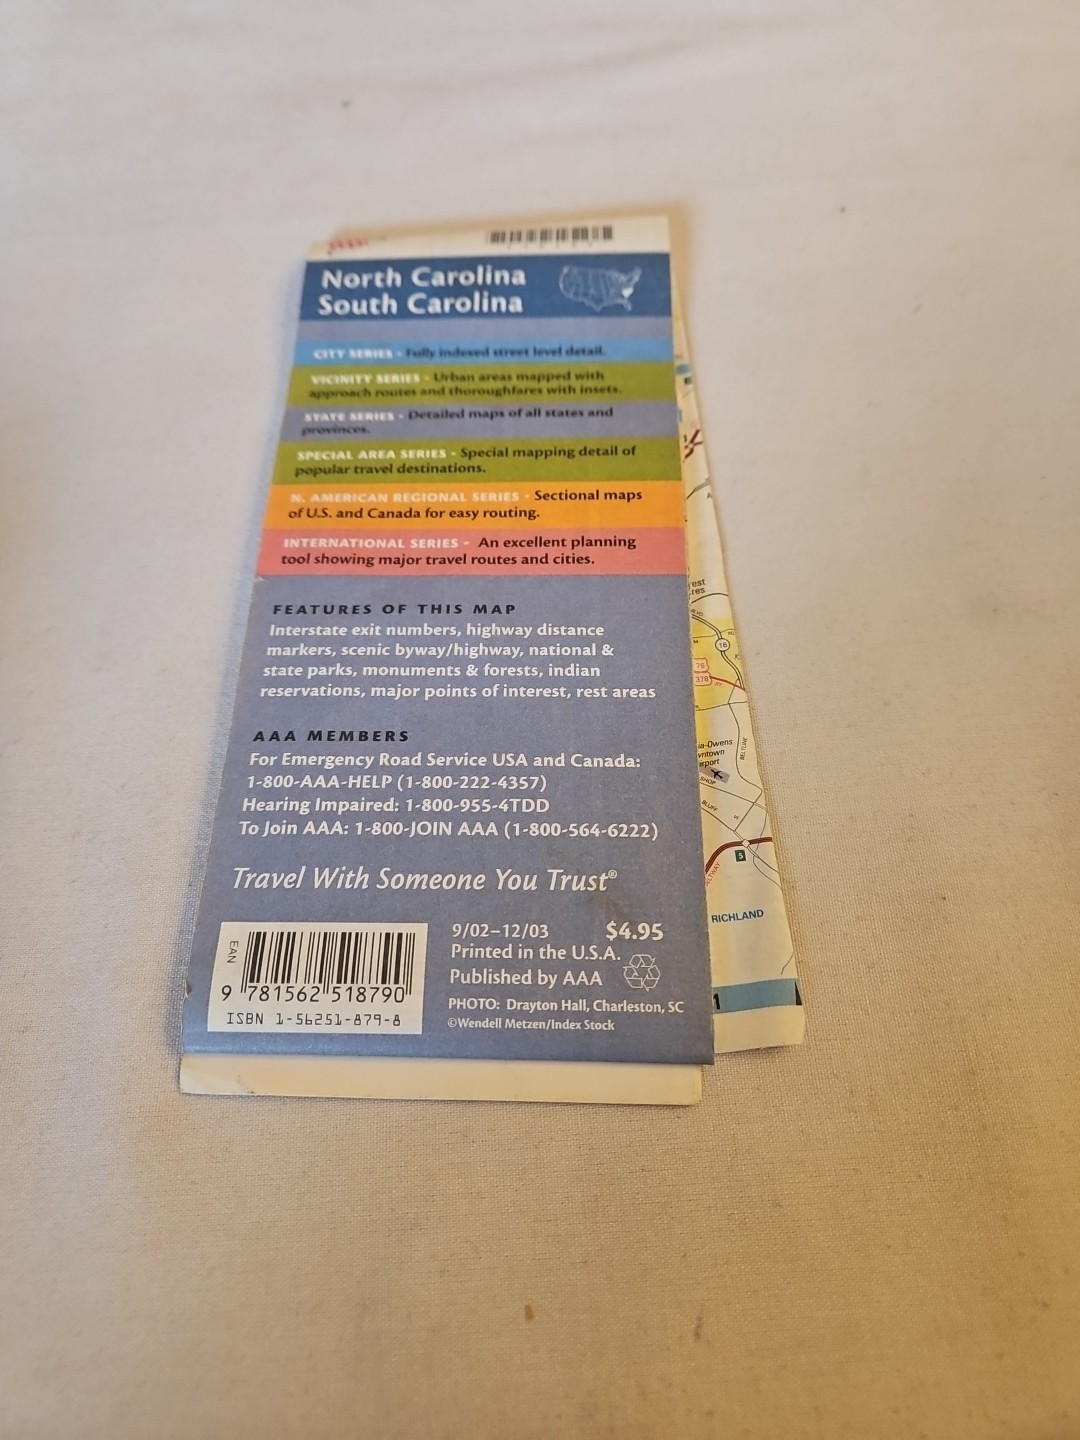 North Carolina
South Carolina
CITY SERIES - Fully indexed street level detail.
VICINITY SERIES - Urban areas mapped with
approach routes and thoroughfares with insets.
STATE SERIES - Detailed maps of all states and
provinces.
SPECIAL AREA SERIES - Special mapping detail of
popular travel destinations.
N. AMERICAN REGIONAL SERIES - Sectional maps
of U.S. and Canada for easy routing.
INTERNATIONAL SERIES - An excellent planning
tool showing major travel routes and cities.
FEATURES OF THIS MAP
Interstate exit numbers, highway distance
markers, scenic byway/highway, national &
state parks, monuments & forests, indian
reservations, major points of interest, rest areas
AAA MEMBERS
For Emergency Road Service USA and Canada:
1-800-AAA-HELP (1-800-222-4357)
Hearing Impaired: 1-800-955-4TDD
To Join AAA: 1-800-JOIN AAA (1-800-564-6222)
Travel With Someone You Trust®
EAN
9 781562 518790
ISBN 1-56251-879-8
9/02–12/03 $4.95
Printed in the U.S.A.
Published by AAA
PHOTO: Drayton Hall, Charleston, SC
©Wendell Metzen/Index Stock
16
76
378
BELTLINE
SHOP
BLUFF
5
RICHLAND
1